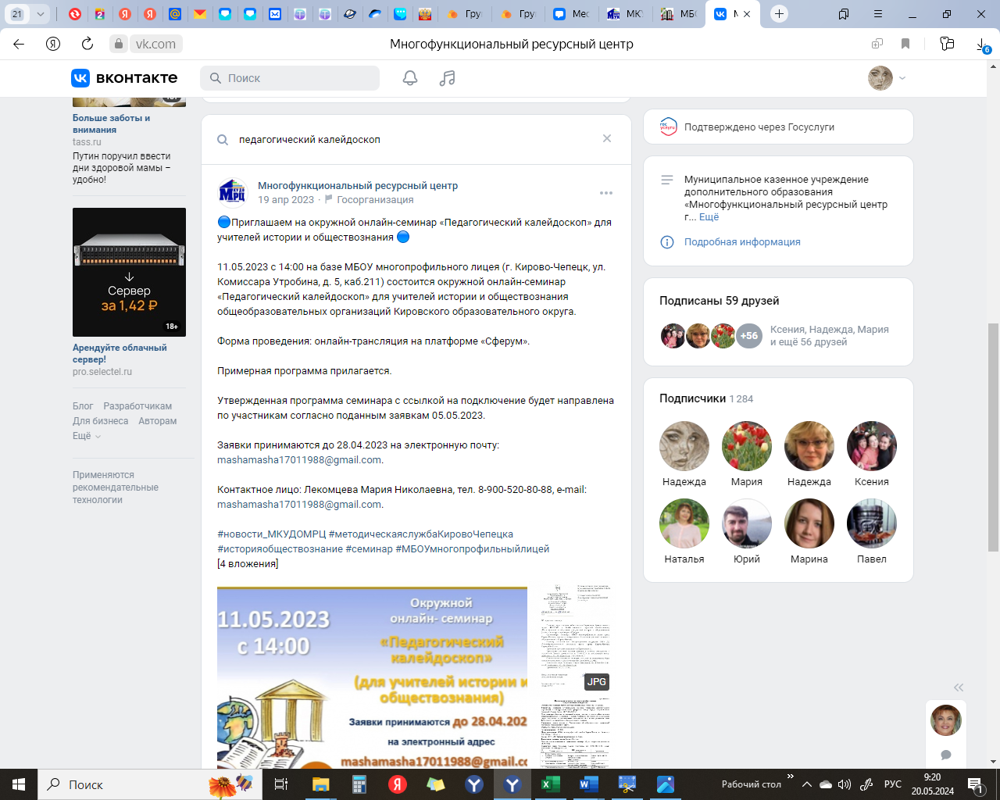 21
2
Гру
Гру
Мес
МКУ
МБО
vk.com
Многофункциональный ресурсный центр
6
вконтакте
Поиск
Больше заботы и
внимания
tass.ru
Путин поручил ввести
дни здоровой мамы –
удобно!
Сервер
за 1,42 ₽
18+
Арендуйте облачный
сервер!
pro.selectel.ru
Блог Разработчикам
Для бизнеса Авторам
Ещё
Применяются
рекомендательные
технологии
педагогический калейдоскоп
МРЦ
Многофункциональный ресурсный центр
19 апр 2023 · Госорганизация
Приглашаем на окружной онлайн-семинар «Педагогический калейдоскоп» для
учителей истории и обществознания
11.05.2023 с 14:00 на базе МБОУ многопрофильного лицея (г. Кирово-Чепецк, ул.
Комиссара Утробина, д. 5, каб.211) состоится окружной онлайн-семинар
«Педагогический калейдоскоп» для учителей истории и обществознания
общеобразовательных организаций Кировского образовательного округа.
Форма проведения: онлайн-трансляция на платформе «Сферум».
Примерная программа прилагается.
Утвержденная программа семинара с ссылкой на подключение будет направлена
по участникам согласно поданным заявкам 05.05.2023.
Заявки принимаются до 28.04.2023 на электронную почту:
mashamasha17011988@gmail.com.
Контактное лицо: Лекомцева Мария Николаевна, тел. 8-900-520-80-88, e-mail:
mashamasha17011988@gmail.com.
#новости_МКУДОМРЦ #методическаяслужбаКировоЧепецка
#историяобществознание #семинар #МБОУмногопрофильныйлицей
[4 вложения]
11.05.2023
с 14:00
Окружной
онлайн- семинар
«Педагогический
калейдоскоп»
(для учителей истории и
обществознания)
Заявки принимаются до 28.04.202
на электронный адрес
mashamasha17011988@gmail.co
JPG
гос
услуги
Подтверждено через Госуслуги
Муниципальное казенное учреждение
дополнительного образования
«Многофункциональный ресурсный центр
г... Ещё
Подробная информация
Подписаны 59 друзей
+56
Ксения, Надежда, Мария
и ещё 56 друзей
Подписчики 1 284
Надежда Мария Надежда Ксения
Наталья Юрий Марина Павел
Поиск
Рабочий стол
РУС
9:20
20.05.2024
1